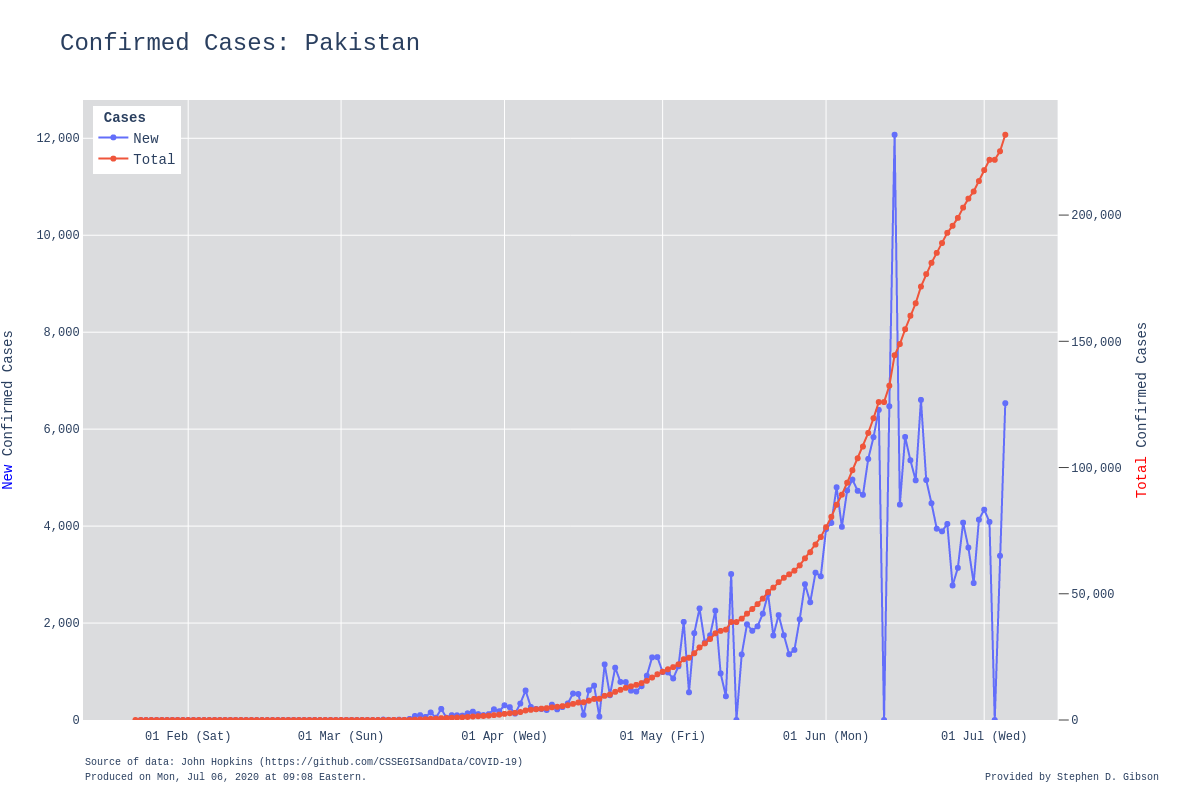 Confirmed Cases: Pakistan
Cases
New
Total
12,000
10,000
8,000
6,000
4,000
2,000
0
200,000
150,000
100,000
50,000
0
New Confirmed Cases
Total Confirmed Cases
01 Feb (Sat)
01 Mar (Sun)
01 Apr (Wed)
01 May (Fri)
01 Jun (Mon)
01 Jul (Wed)
Source of data: John Hopkins (https://github.com/CSSEGISandData/COVID-19)
Produced on Mon, Jul 06, 2020 at 09:08 Eastern.
Provided by Stephen D. Gibson